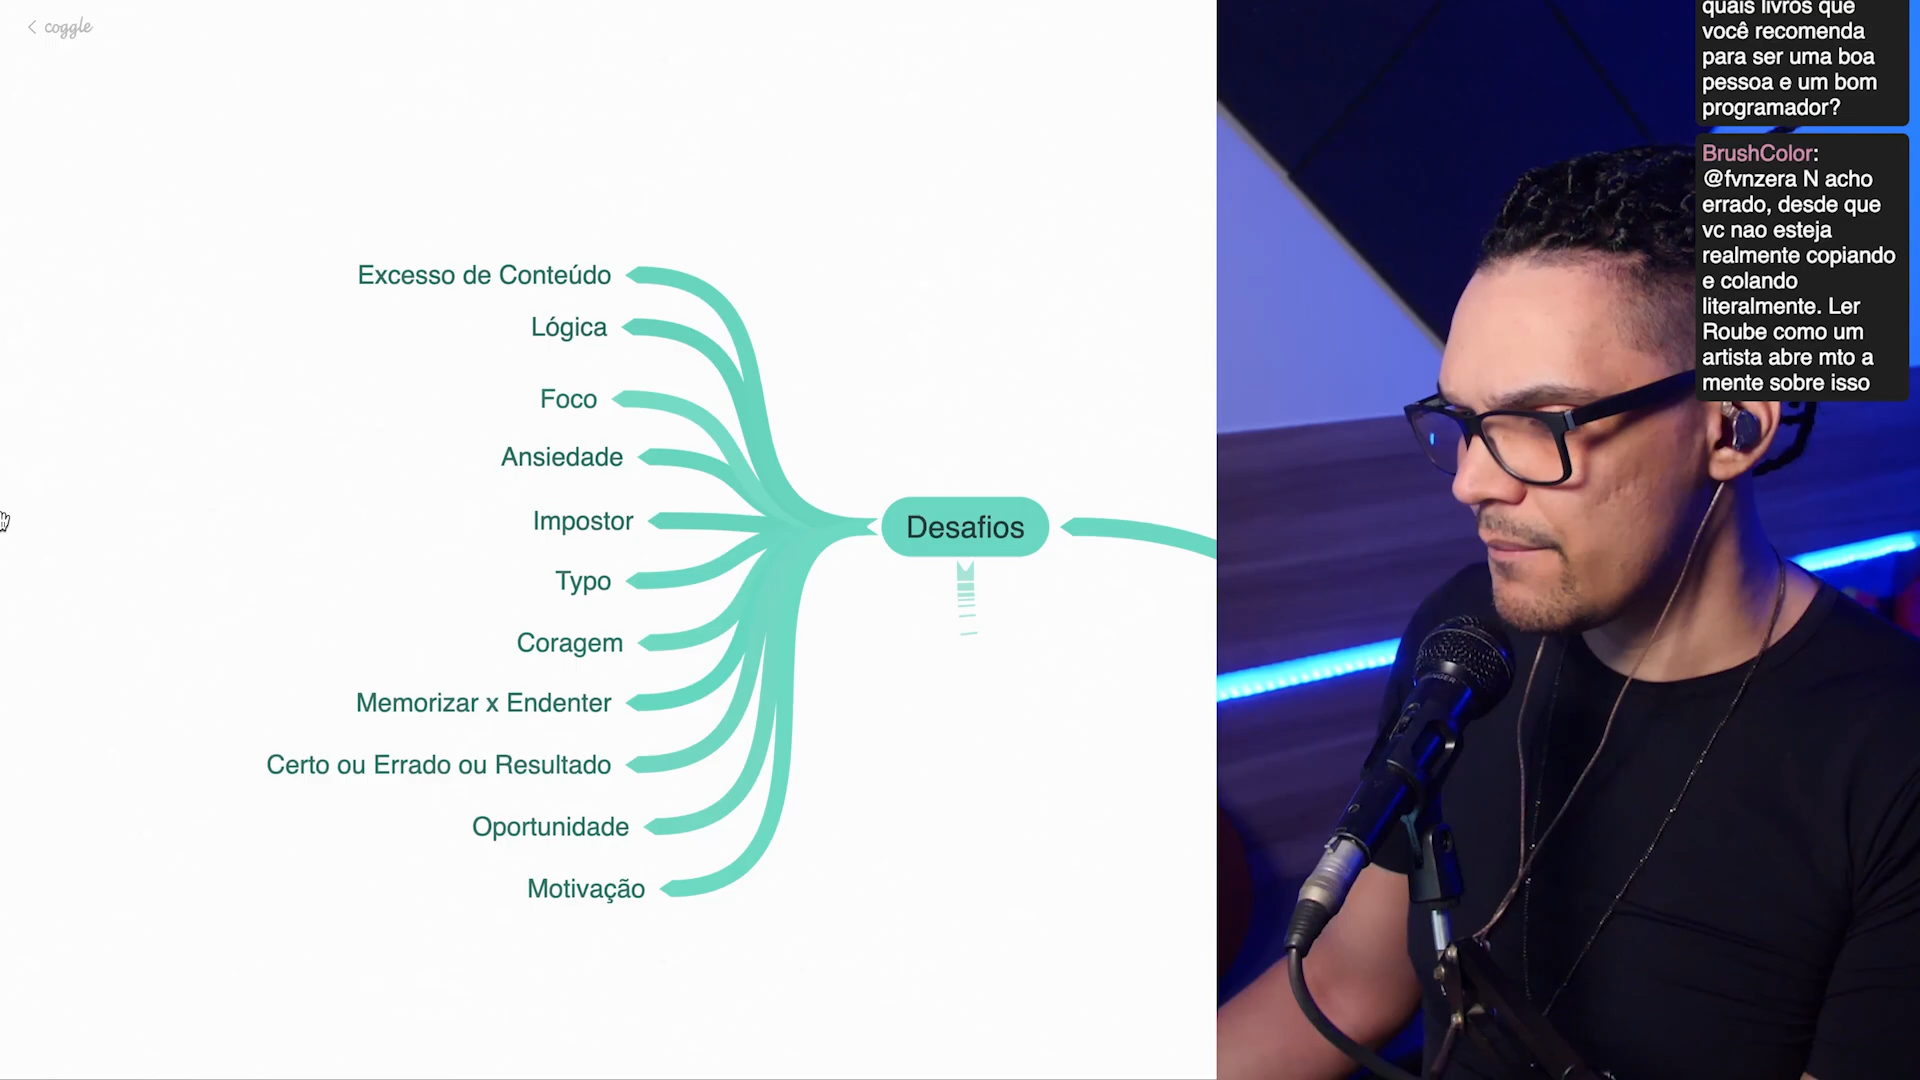 coggle
Excesso de Conteúdo
Lógica
Foco
Ansiedade
Impostor
Typo
Coragem
Memorizar x Endenter
Certo ou Errado ou Resultado
Oportunidade
Motivação
Desafios
quais livros que
você recomenda
para ser uma boa
pessoa e um bom
programador?
BrushColor:
@fvnzera N acho
errado, desde que
vc nao esteja
realmente copiando
e colando
literalmente. Ler
Roube como um
artista abre mto a
mente sobre isso